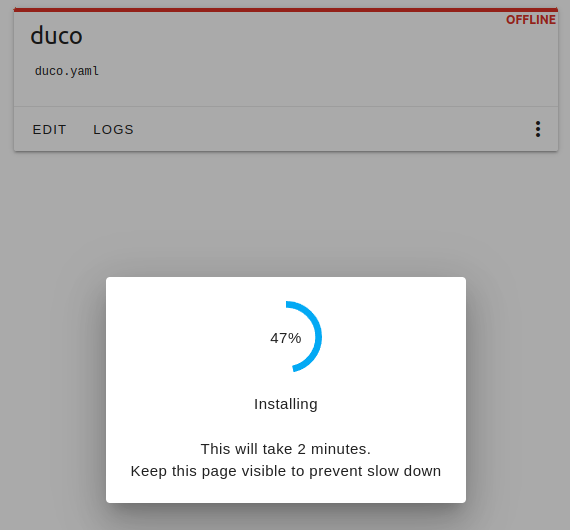 OFFLINE
duco
duco.yaml
EDIT LOGS
47%
Installing
This will take 2 minutes.
Keep this page visible to prevent slow down